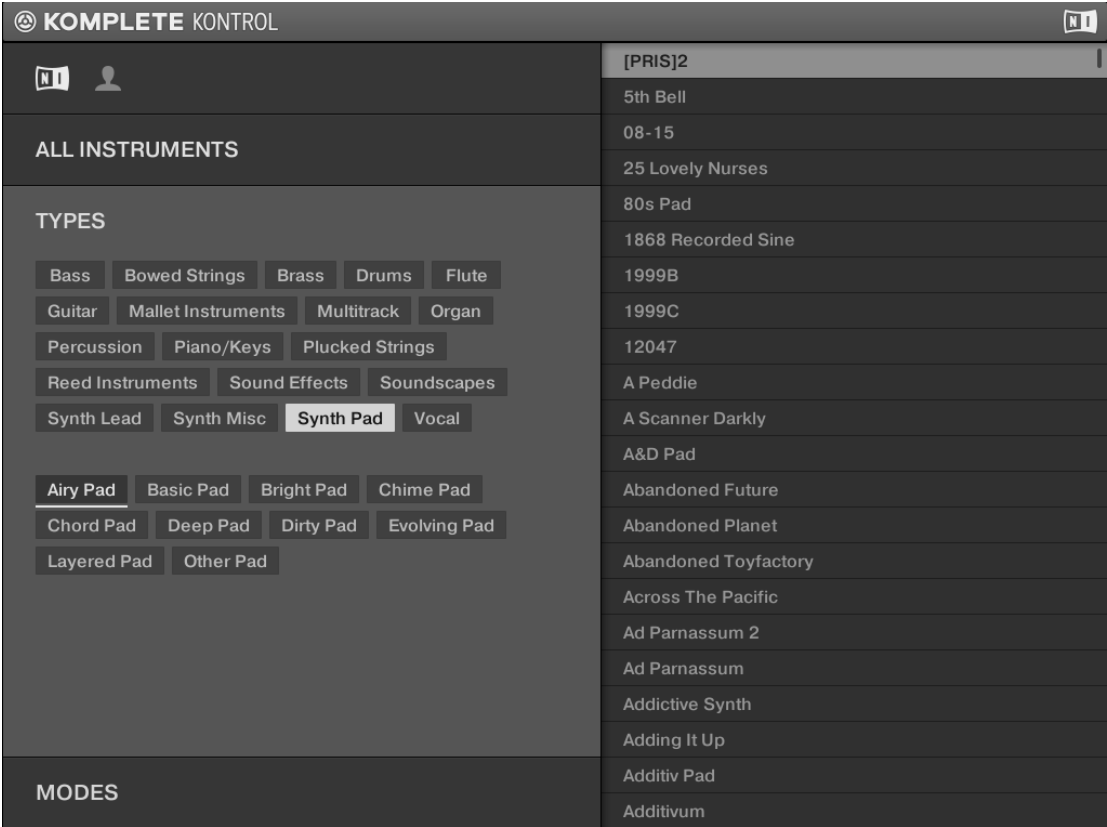 KOMPLETE KONTROL
NI
NI
ALL INSTRUMENTS
TYPES
Bass Bowed Strings Brass Drums Flute
Guitar Mallet Instruments Multitrack Organ
Percussion Piano/Keys Plucked Strings
Reed Instruments Sound Effects Soundscapes
Synth Lead Synth Misc Synth Pad Vocal
Airy Pad Basic Pad Bright Pad Chime Pad
Chord Pad Deep Pad Dirty Pad Evolving Pad
Layered Pad Other Pad
MODES
[PRIS]2
5th Bell
08-15
25 Lovely Nurses
80s Pad
1868 Recorded Sine
1999B
1999C
12047
A Peddie
A Scanner Darkly
A&D Pad
Abandoned Future
Abandoned Planet
Abandoned Toyfactory
Across The Pacific
Ad Parnassum 2
Ad Parnassum
Addictive Synth
Adding It Up
Additiv Pad
Additivum